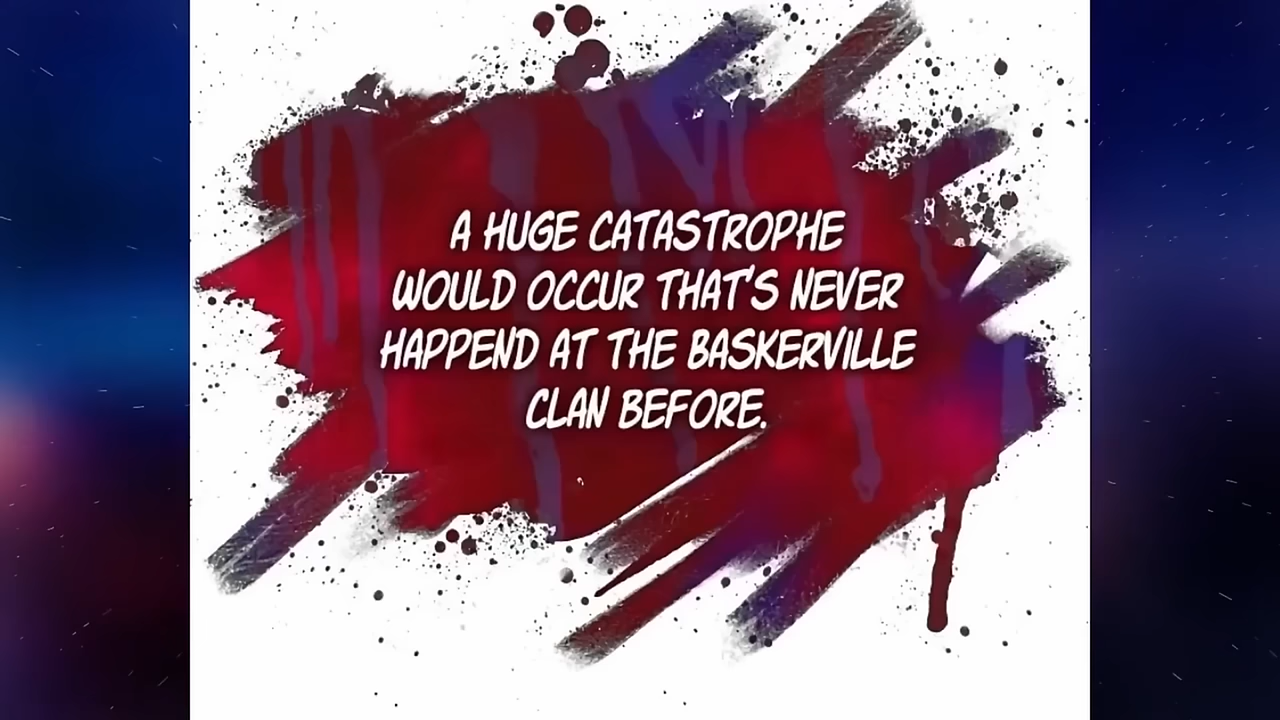 A HUGE CATASTROPHE
WOULD OCCUR THAT'S NEVER
HAPPEND AT THE BASKERVILLE
CLAN BEFORE.